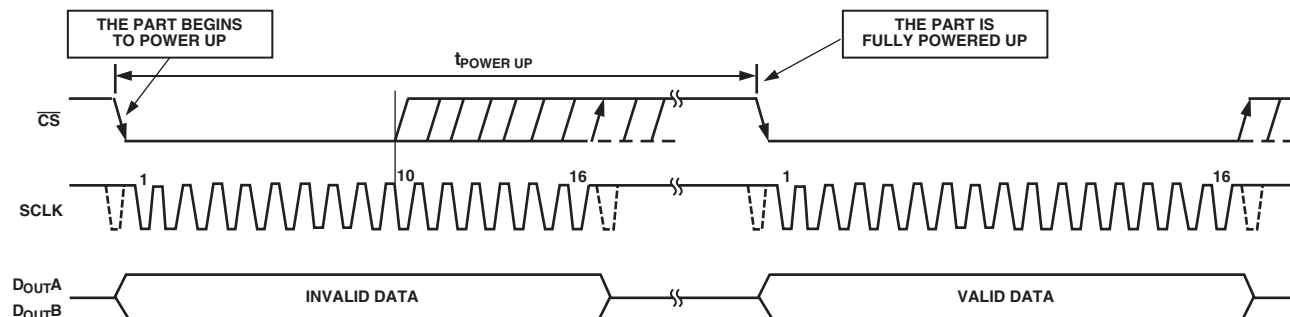 THE PART BEGINS
TO POWER UP
THE PART IS
FULLY POWERED UP
tPOWER UP
CS
SCLK
1
10
16
1
16
DOUTA
DOUTB
INVALID DATA
VALID DATA